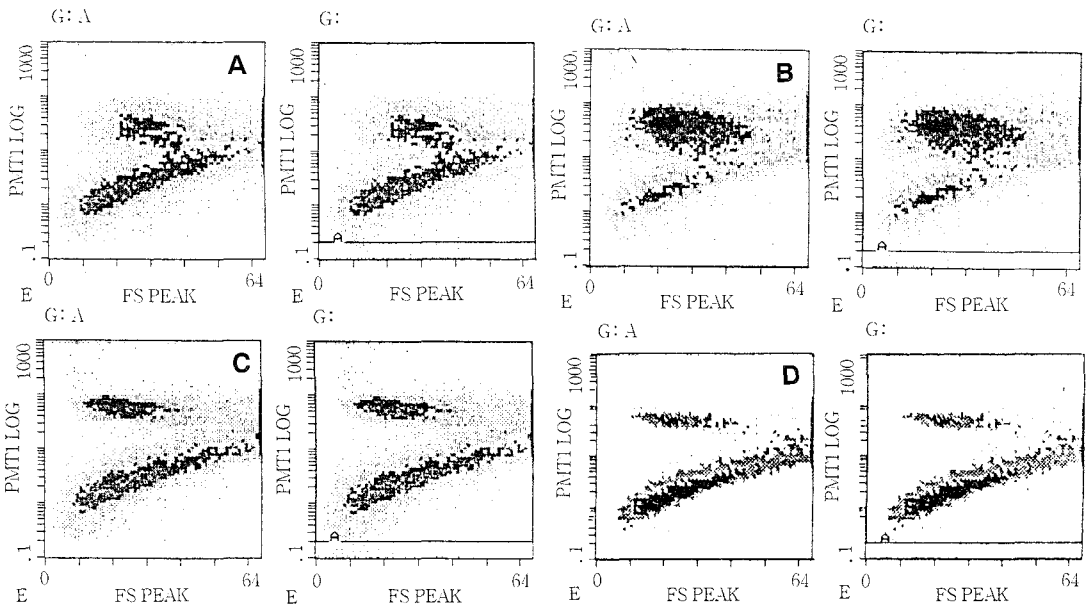 G: A
G:
A
PMT1 LOG
1000
.1
0
64
E
FS PEAK
PMT1 LOG
1000
.1
A
0
64
FS PEAK
G: A
G:
B
PMT1 LOG
1000
.1
0
64
E
FS PEAK
PMT1 LOG
1000
.1
A
0
64
E
FS PEAK
G: A
G:
C
PMT1 LOG
1000
.1
0
64
E
FS PEAK
PMT1 LOG
1000
.1
A
0
64
E
FS PEAK
G: A
G:
D
PMT1 LOG
1000
.1
0
64
E
FS PEAK
PMT1 LOG
1000
.1
A
0
64
FS PEAK